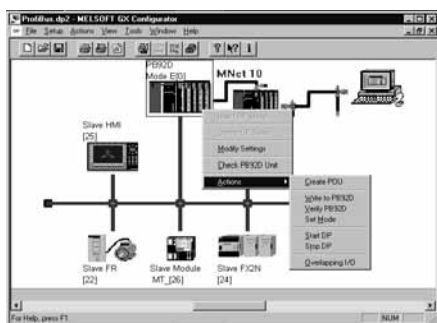 Profibus.dp2 - MELSOFT GX Configurator
File Setup Actions View Tools Window Help
PB92D
Mode E[0]
MNet 10
Slave HMI
[25]
Modify Settings
Check PB92D Unit
Actions
Create PDU
Write to PB92D
Verify PB92D
Set Mode
Start DP
Stop DP
Overlapping I/O
Slave FR
[22]
Slave Module
MT_[26]
Slave FX2N
[24]
For Help, press F1
NUM